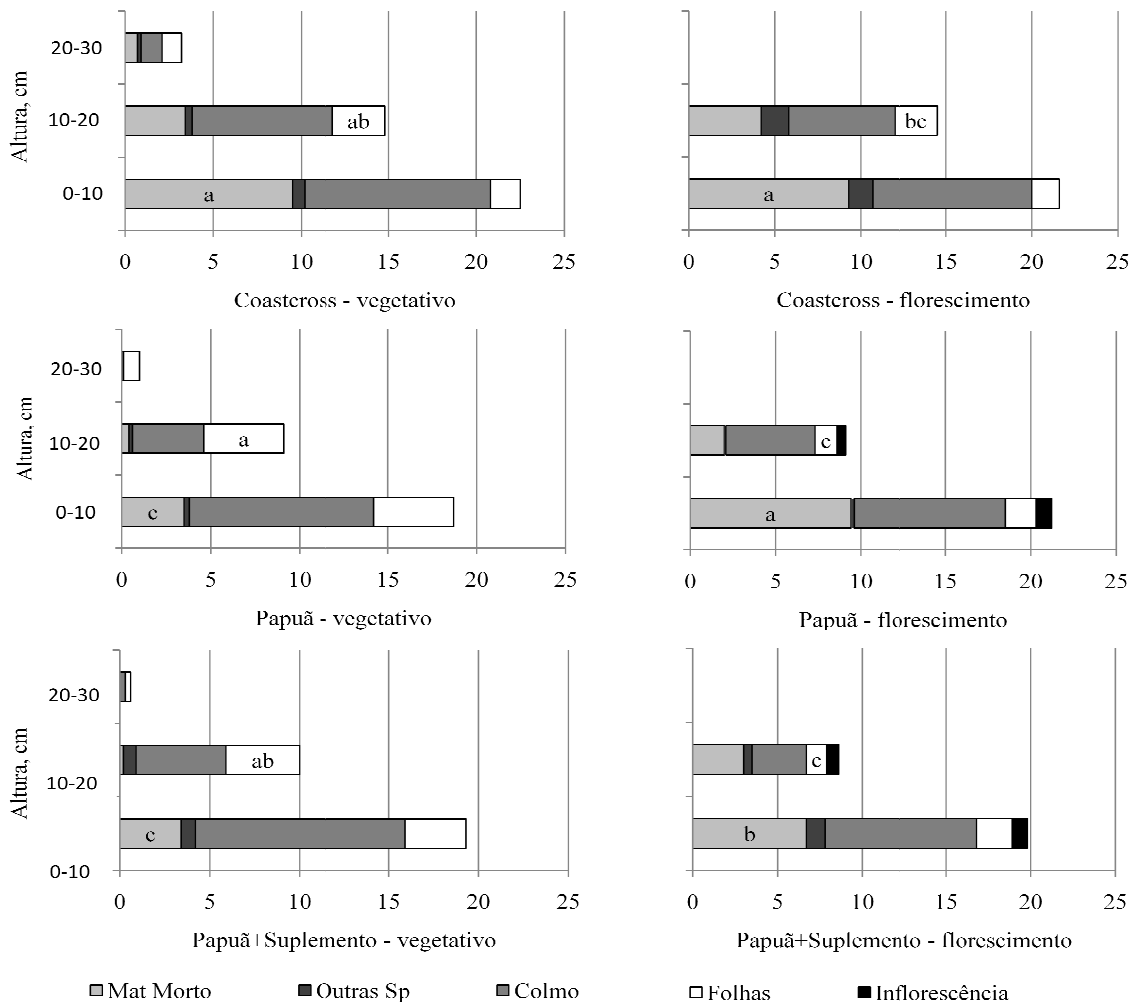 Altura, cm
20-30
10-20
ab
bc
0-10
a
a
0 5 10 15 20 25
0 5 10 15 20 25
Coastcross - vegetativo
Coastcross - florescimento
Altura, cm
20-30
10-20
a
c
0-10
c
a
0 5 10 15 20 25
0 5 10 15 20 25
Papuã - vegetativo
Papuã - florescimento
Altura, cm
20-30
10-20
ab
c
0-10
c
b
0 5 10 15 20 25
0 5 10 15 20 25
Papuã+Suplemento - vegetativo
Papuã+Suplemento - florescimento
Mat Morto Outras Sp Colmo Folhas Inflorescência